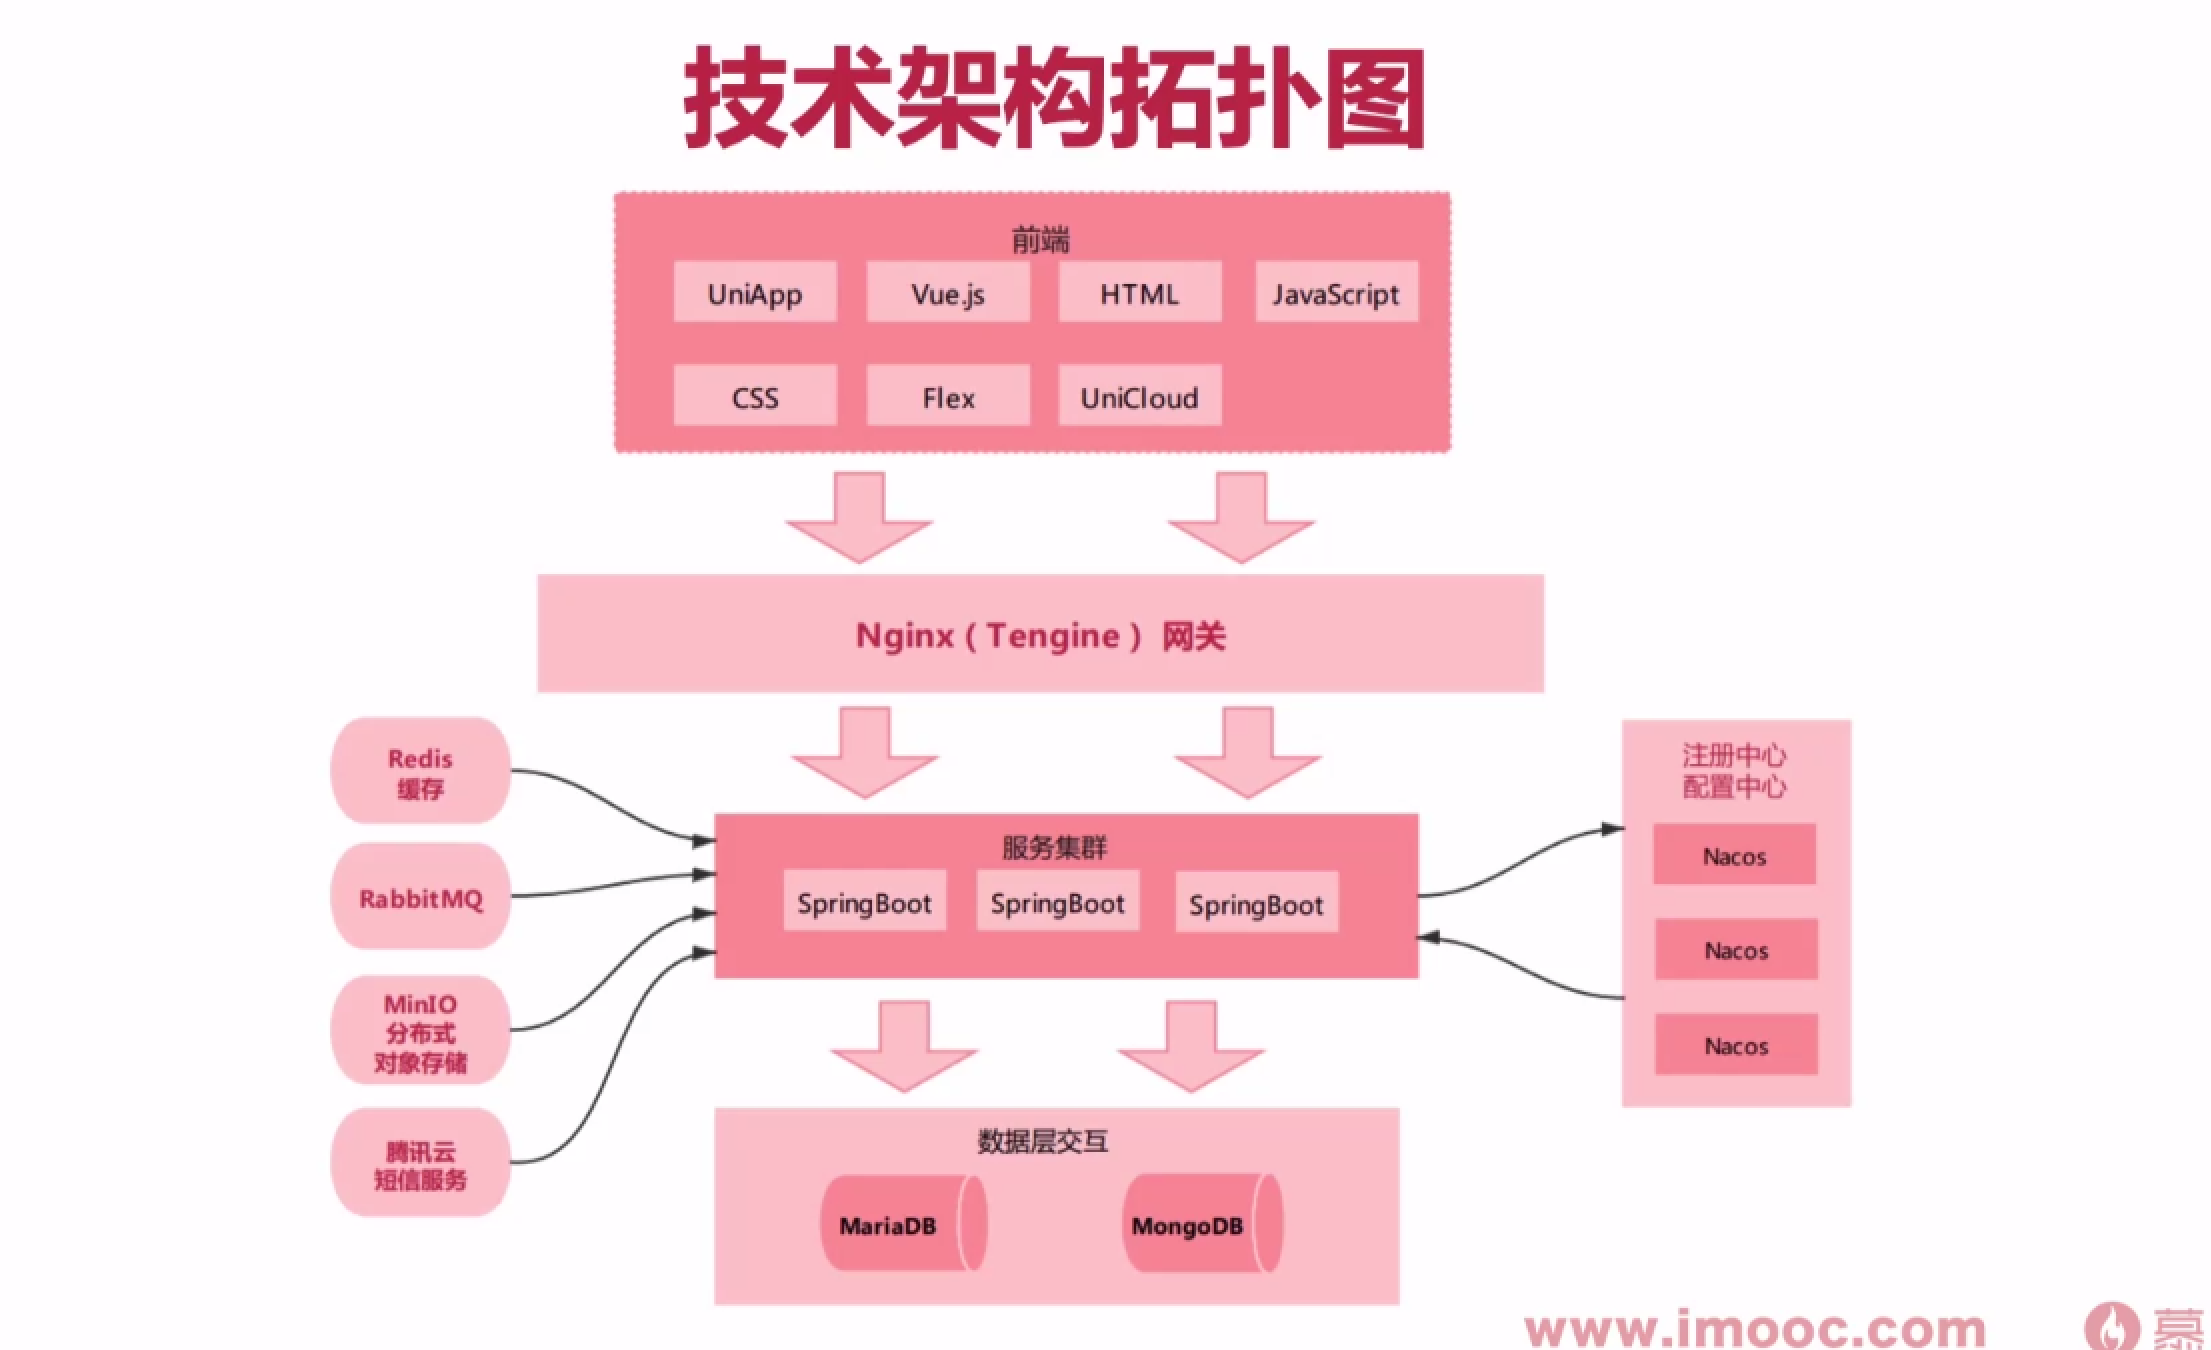 技术架构拓扑图
前端
UniApp
Vue.js
HTML
JavaScript
CSS
Flex
UniCloud
Nginx（Tengine） 网关
Redis
缓存
RabbitMQ
MinIO
分布式
对象存储
腾讯云
短信服务
服务集群
SpringBoot
SpringBoot
SpringBoot
注册中心
配置中心
Nacos
Nacos
Nacos
数据层交互
MariaDB
MongoDB
www.imooc.com
慕